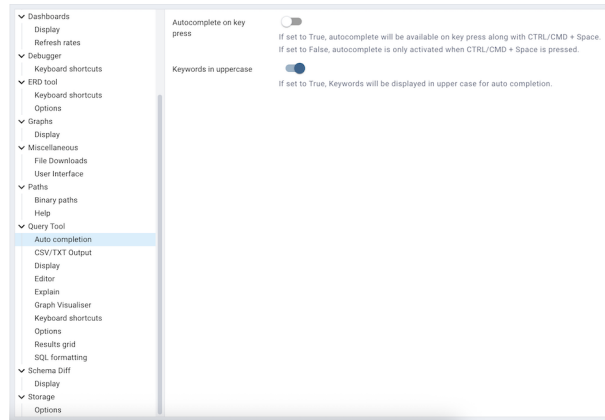 Dashboards
Display
Refresh rates
Debugger
Keyboard shortcuts
ERD tool
Keyboard shortcuts
Options
Graphs
Display
Miscellaneous
File Downloads
User Interface
Paths
Binary paths
Help
Query Tool
Auto completion
CSV/TXT Output
Display
Editor
Explain
Graph Visualiser
Keyboard shortcuts
Options
Results grid
SQL formatting
Schema Diff
Display
Storage
Options
Autocomplete on key
press
If set to True, autocomplete will be available on key press along with CTRL/CMD + Space.
If set to False, autocomplete is only activated when CTRL/CMD + Space is pressed.
Keywords in uppercase
If set to True, Keywords will be displayed in upper case for auto completion.